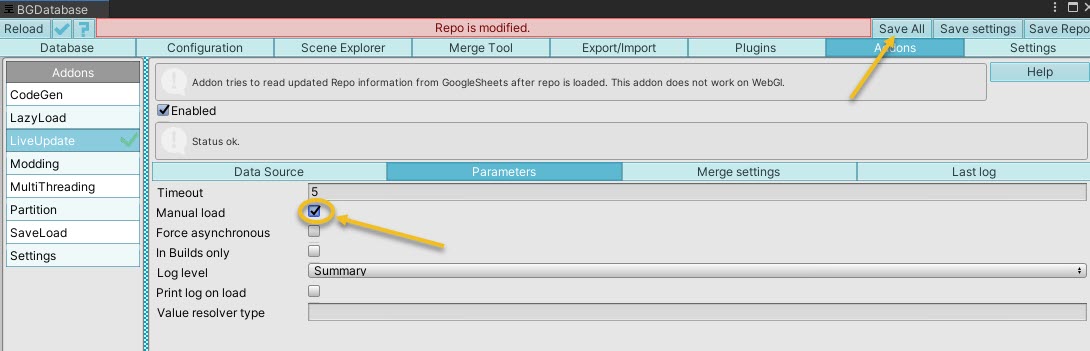 BGDatabase
Reload ? Repo is modified. Save All Save settings Save Repo
Database Configuration Scene Explorer Merge Tool Export/Import Plugins Addons Settings
Addons
CodeGen
LazyLoad
LiveUpdate
Modding
MultiThreading
Partition
SaveLoad
Settings
Addon tries to read updated Repo information from GoogleSheets after repo is loaded. This addon does not work on WebGl.
Help
Enabled
Status ok.
Data Source Parameters Merge settings Last log
Timeout 5
Manual load
Force asynchronous
In Builds only
Log level Summary
Print log on load
Value resolver type